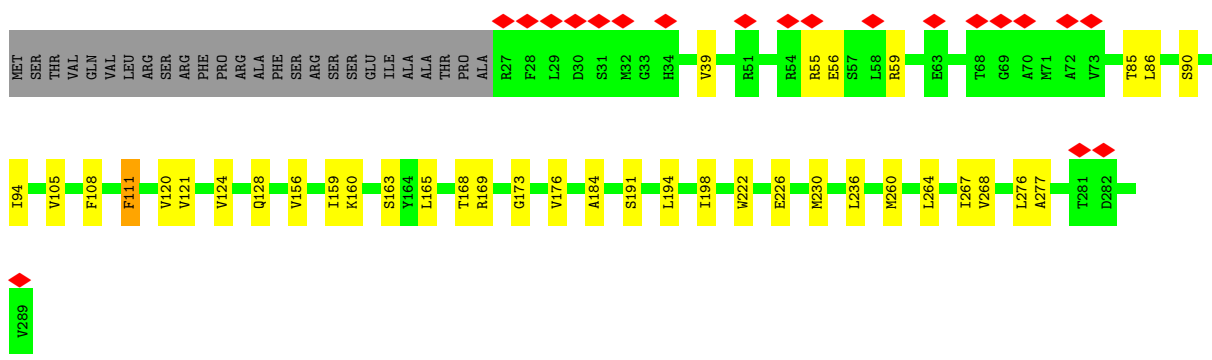 MET SER THR VAL GLN VAL LEU ARG SER ARG PHE PRO ARG ALA PHE SER ARG SER SER GLU ILE ALA ALA THR PRO ALA R27 F28 L29 D30 S31 M32 G33 H34 V39 R51 R54 R55 E56 S57 L58 R59 E63 T68 G69 A70 M71 A72 V73 T85 L86 S90
I94 V105 F108 F111 V120 V121 V124 Q128 V156 I159 K160 S163 Y164 L165 T168 R169 G173 V176 A184 S191 L194 I198 W222 E226 M230 L236 M260 L264 I267 V268 L276 A277 T281 D282
V289